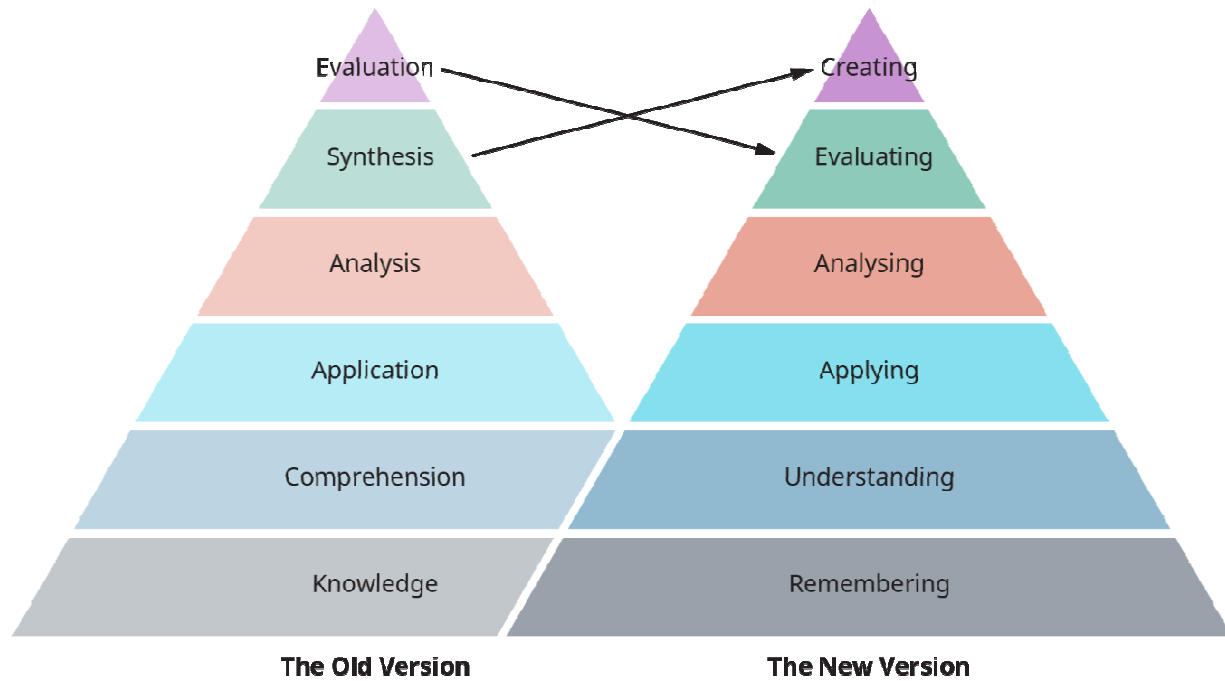 Evaluation
Synthesis
Analysis
Application
Comprehension
Knowledge
The Old Version
Creating
Evaluating
Analysing
Applying
Understanding
Remembering
The New Version